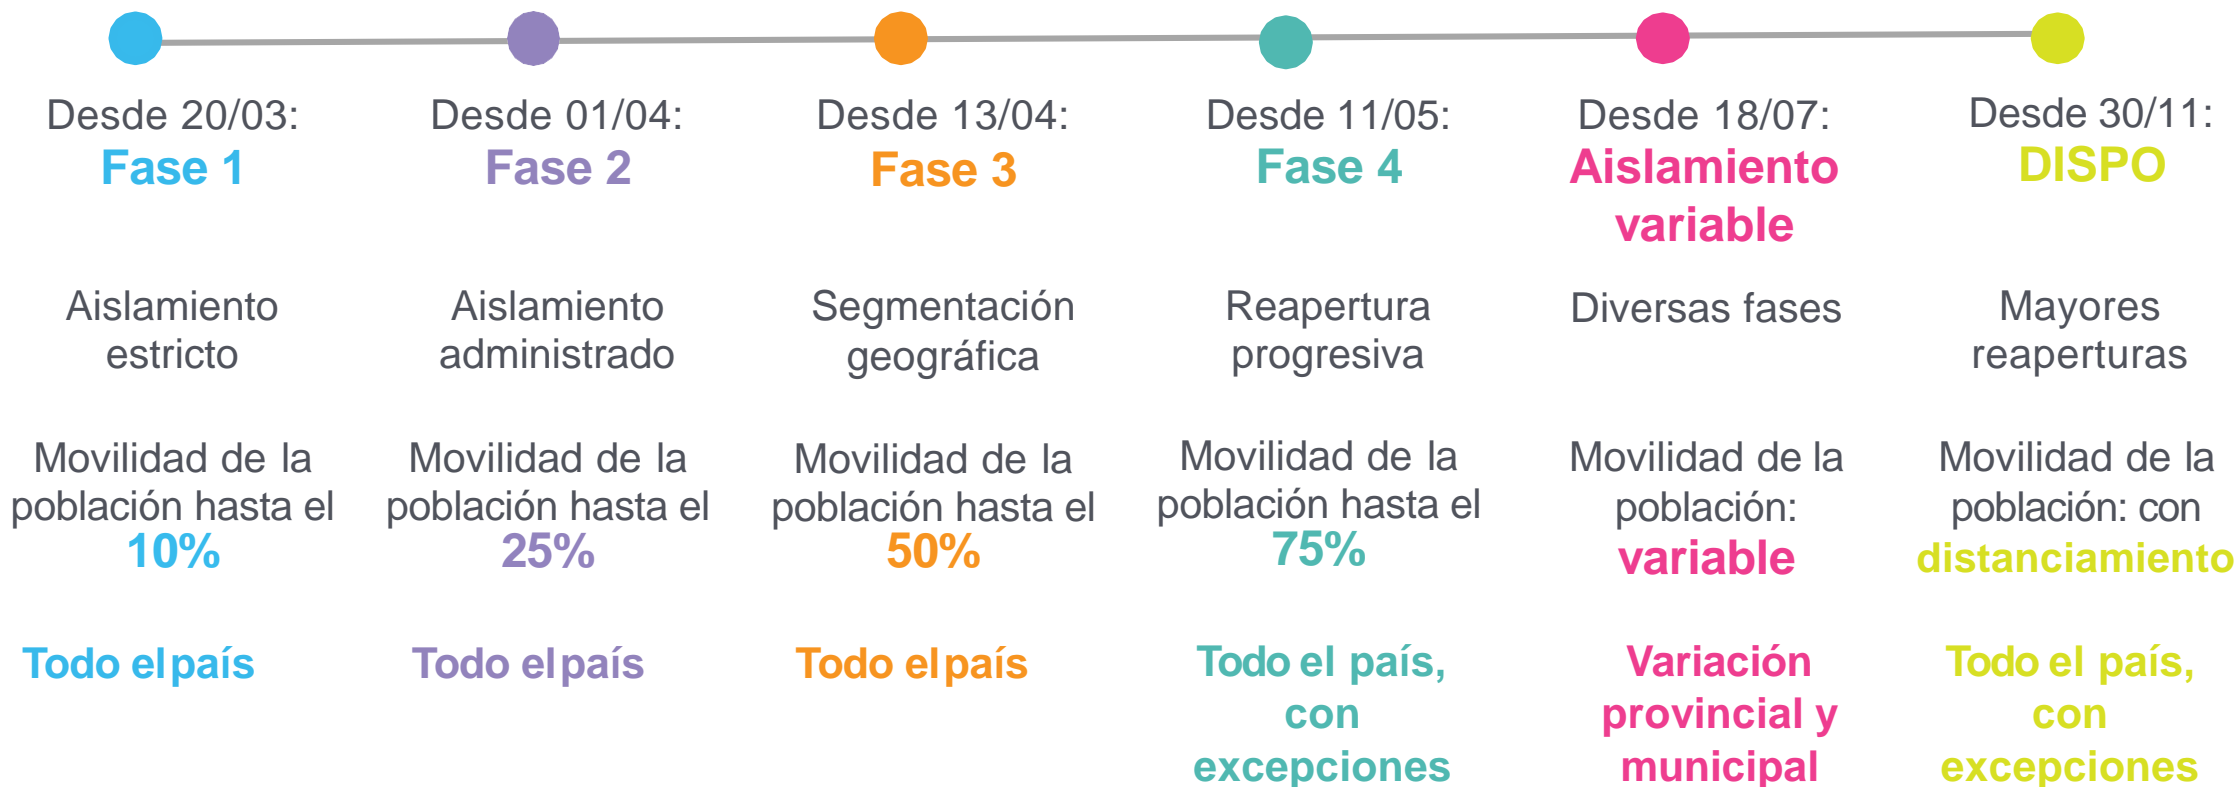 Desde 20/03:
Fase 1
Aislamiento
estricto
Movilidad de la
población hasta el
10%
Todo el país
Desde 01/04:
Fase 2
Aislamiento
administrado
Movilidad de la
población hasta el
25%
Todo el país
Desde 13/04:
Fase 3
Segmentación
geográfica
Movilidad de la
población hasta el
50%
Todo el país
Desde 11/05:
Fase 4
Reapertura
progresiva
Movilidad de la
población hasta el
75%
Todo el país,
con
excepciones
Desde 18/07:
Aislamiento
variable
Diversas fases
Movilidad de la
población:
variable
Variación
provincial y
municipal
Desde 30/11:
DISPO
Mayores
reaperturas
Movilidad de la
población: con
distanciamiento
Todo el país,
con
excepciones